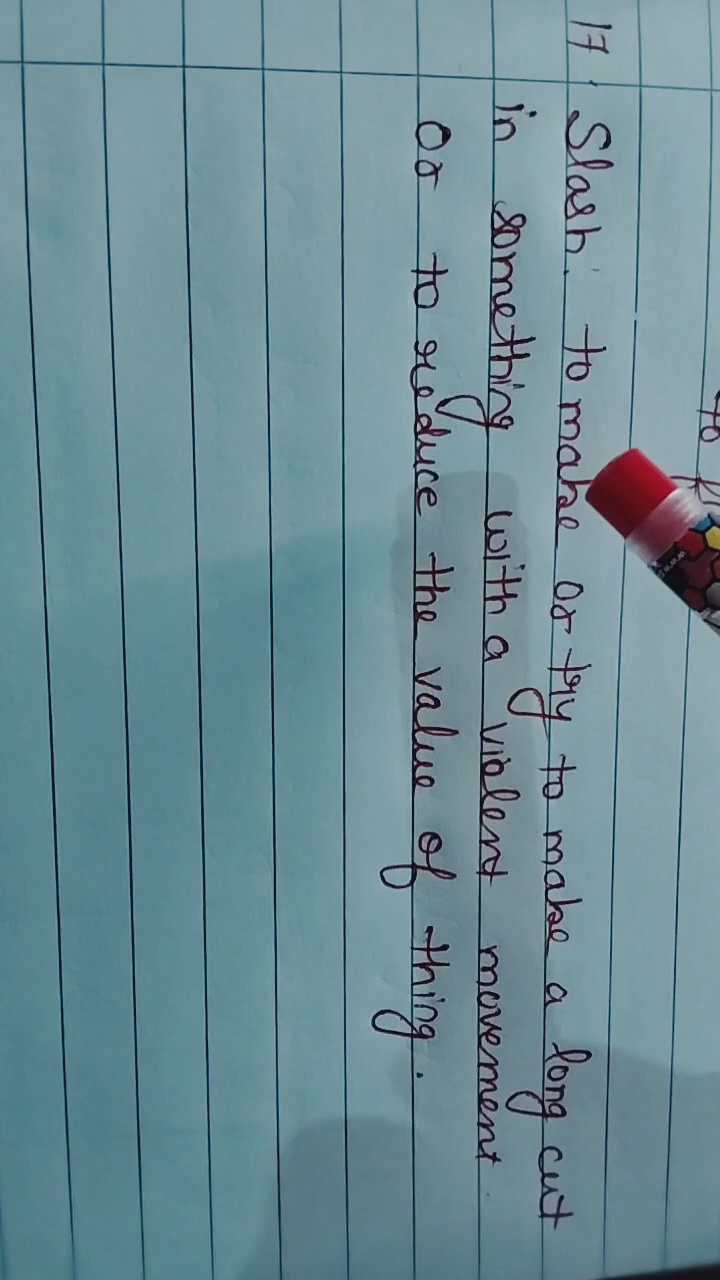 to
17. Slash: to make or try to make a long cut
in something with a violent movement
or to reduce the value of thing.